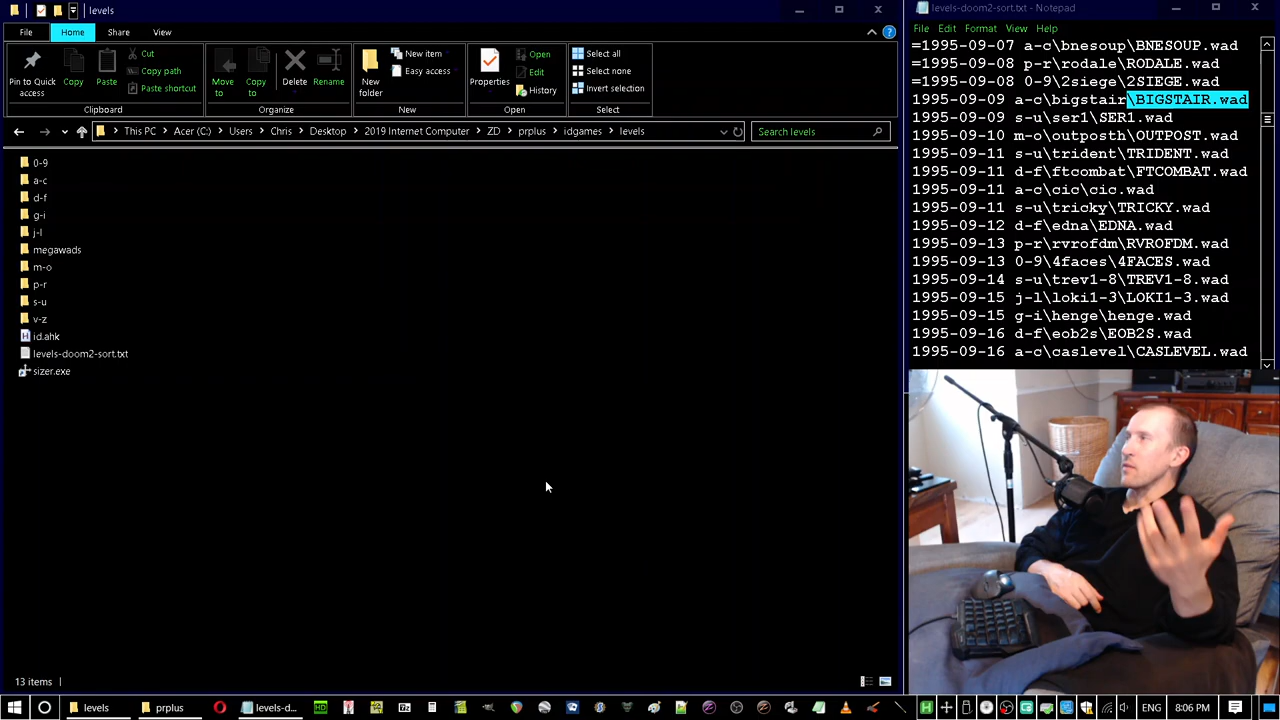 levels
File Home Share View
Pin to Quick access
Copy
Paste
Cut
Copy path
Paste shortcut
Clipboard
Move to
Copy to
Delete
Rename
Organize
New folder
New item
Easy access
New
Properties
Open
Edit
History
Open
Select all
Select none
Invert selection
Select
This PC Acer (C:) Users Chris Desktop 2019 Internet Computer ZD prplus idgames levels
Search levels
0-9
a-c
d-f
g-i
j-l
megawads
m-o
p-r
s-u
v-z
id.ahk
levels-doom2-sort.txt
sizer.exe
13 items
levels-doom2-sort.txt - Notepad
File Edit Format View Help
=1995-09-07 a-c\bnesoup\BNESOUP.wad
=1995-09-08 p-r\rodale\RODALE.wad
=1995-09-08 0-9\2siege\2SIEGE.wad
1995-09-09 a-c\bigstair\BIGSTAIR.wad
1995-09-09 s-u\ser1\SER1.wad
1995-09-10 m-o\outposth\OUTPOST.wad
1995-09-11 s-u\trident\TRIDENT.wad
1995-09-11 d-f\ftcombat\FTCOMBAT.wad
1995-09-11 a-c\cic\cic.wad
1995-09-11 s-u\tricky\TRICKY.wad
1995-09-12 d-f\edna\EDNA.wad
1995-09-13 p-r\rvrofdm\RVROFDM.wad
1995-09-13 0-9\4faces\4FACES.wad
1995-09-14 s-u\trev1-8\TREV1-8.wad
1995-09-15 j-l\loki1-3\LOKI1-3.wad
1995-09-15 g-i\henge\henge.wad
1995-09-16 d-f\eob2s\EOB2S.wad
1995-09-16 a-c\caslevel\CASLEVEL.wad
levels
prplus
levels-d...
HD
ENG
8:06 PM